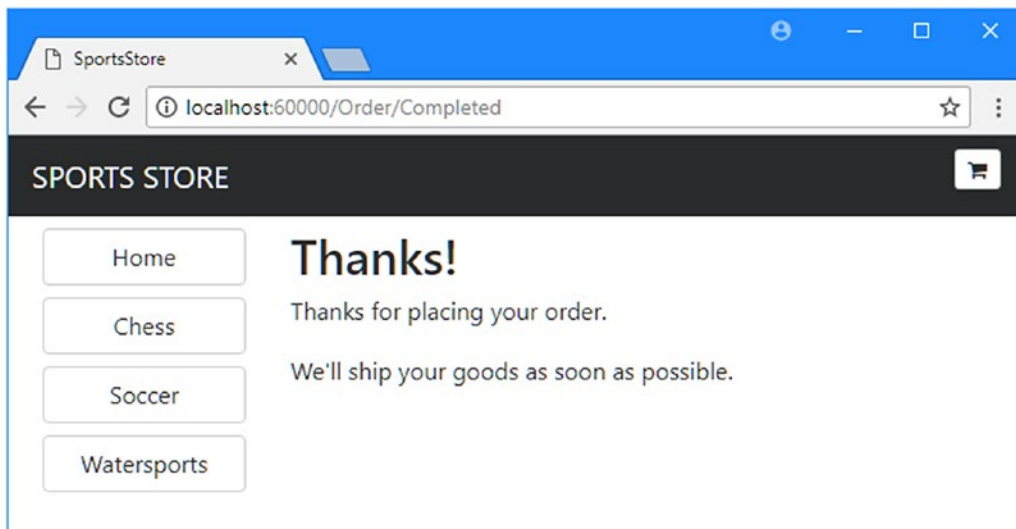 SportsStore
localhost:60000/Order/Completed
SPORTS STORE
Home
Chess
Soccer
Watersports
Thanks!
Thanks for placing your order.
We'll ship your goods as soon as possible.